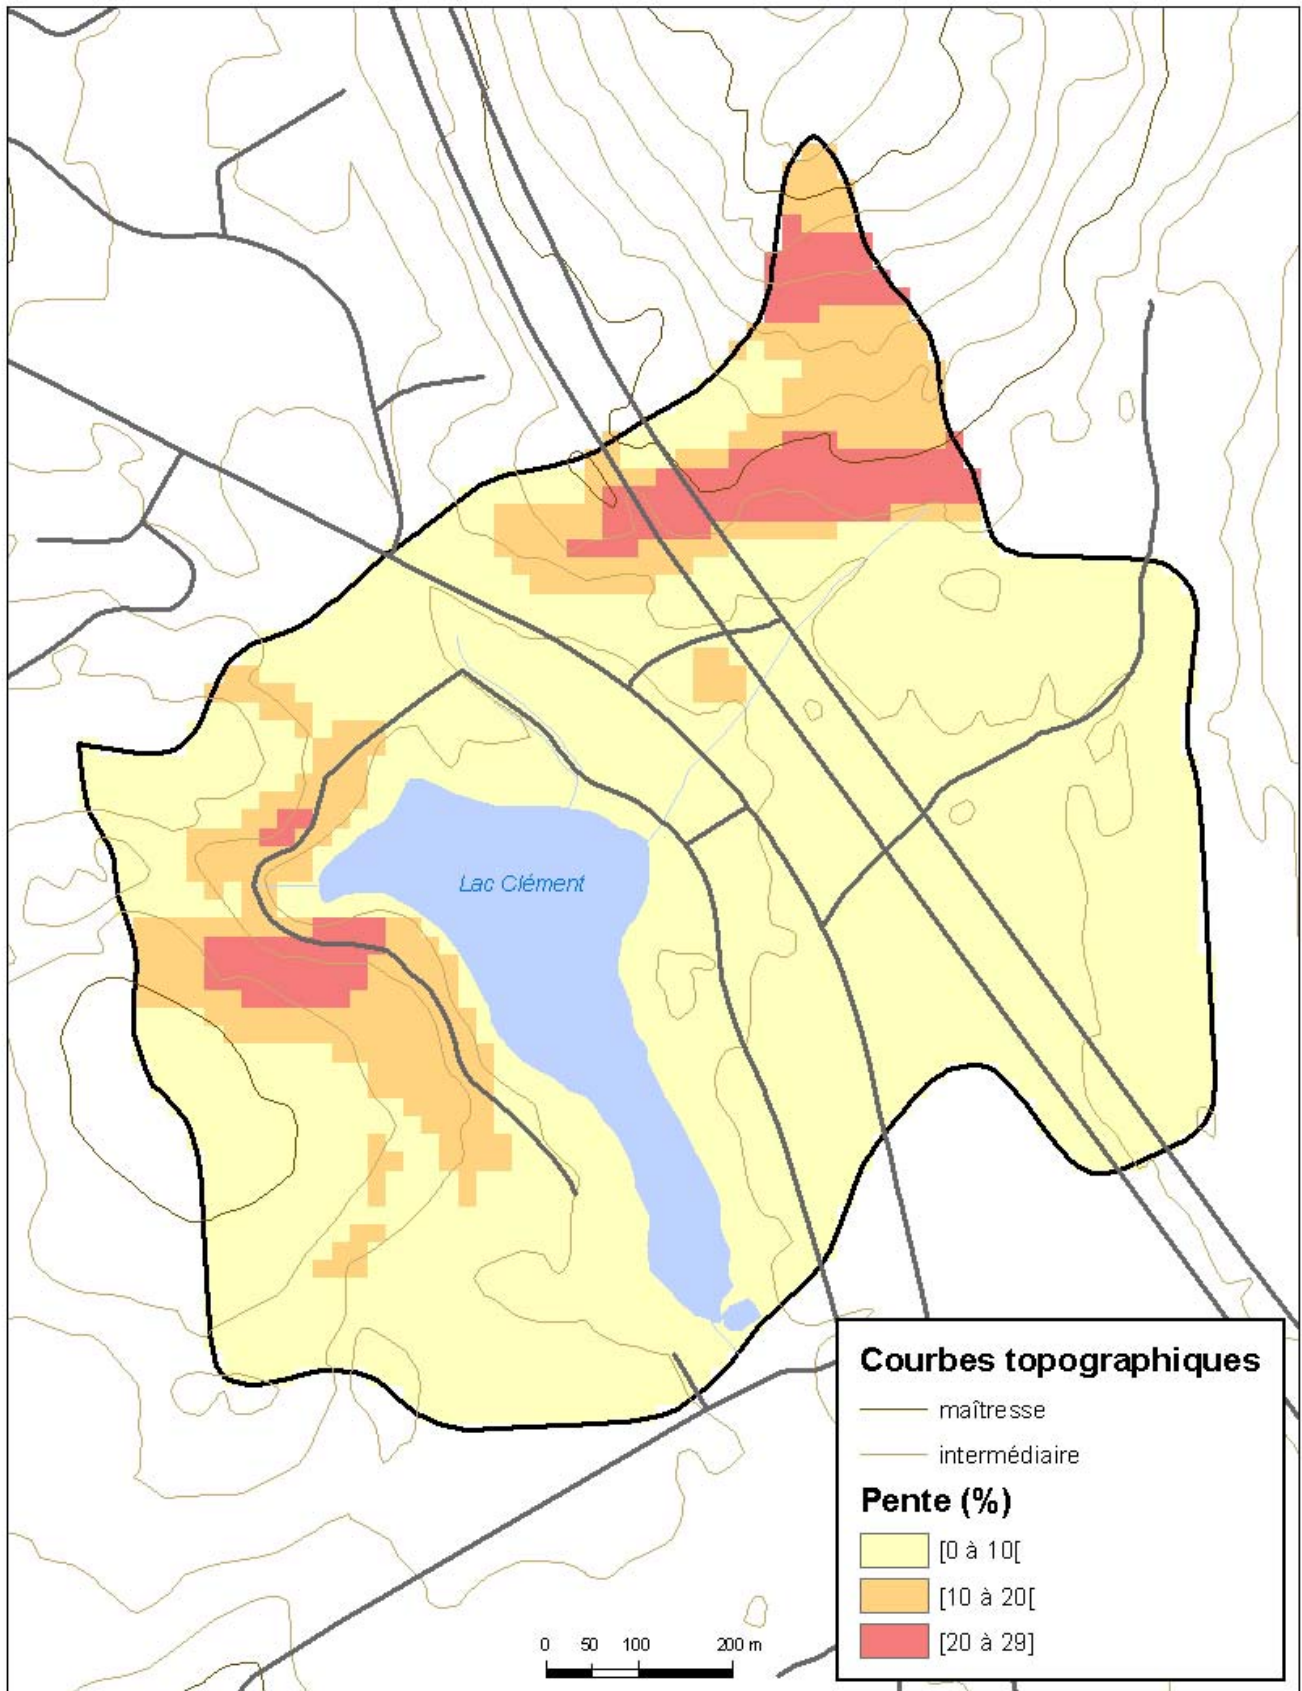 Lac Clément
Courbes topographiques
maîtresse
intermédiaire
Pente (%)
[0 à 10[
[10 à 20[
[20 à 29]
0 50 100 200 m